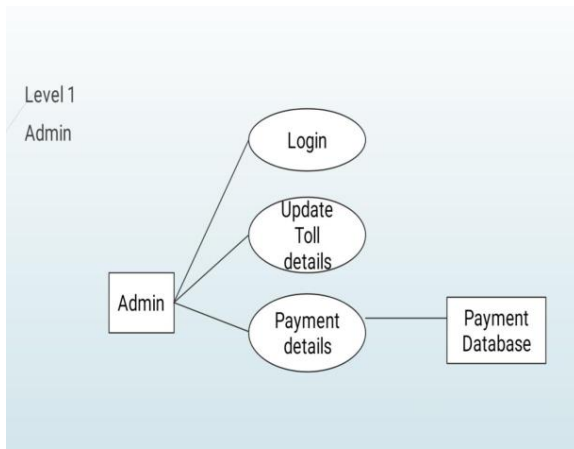 Level 1
Admin
Login
Update
Toll
details
Admin
Payment
details
Payment
Database